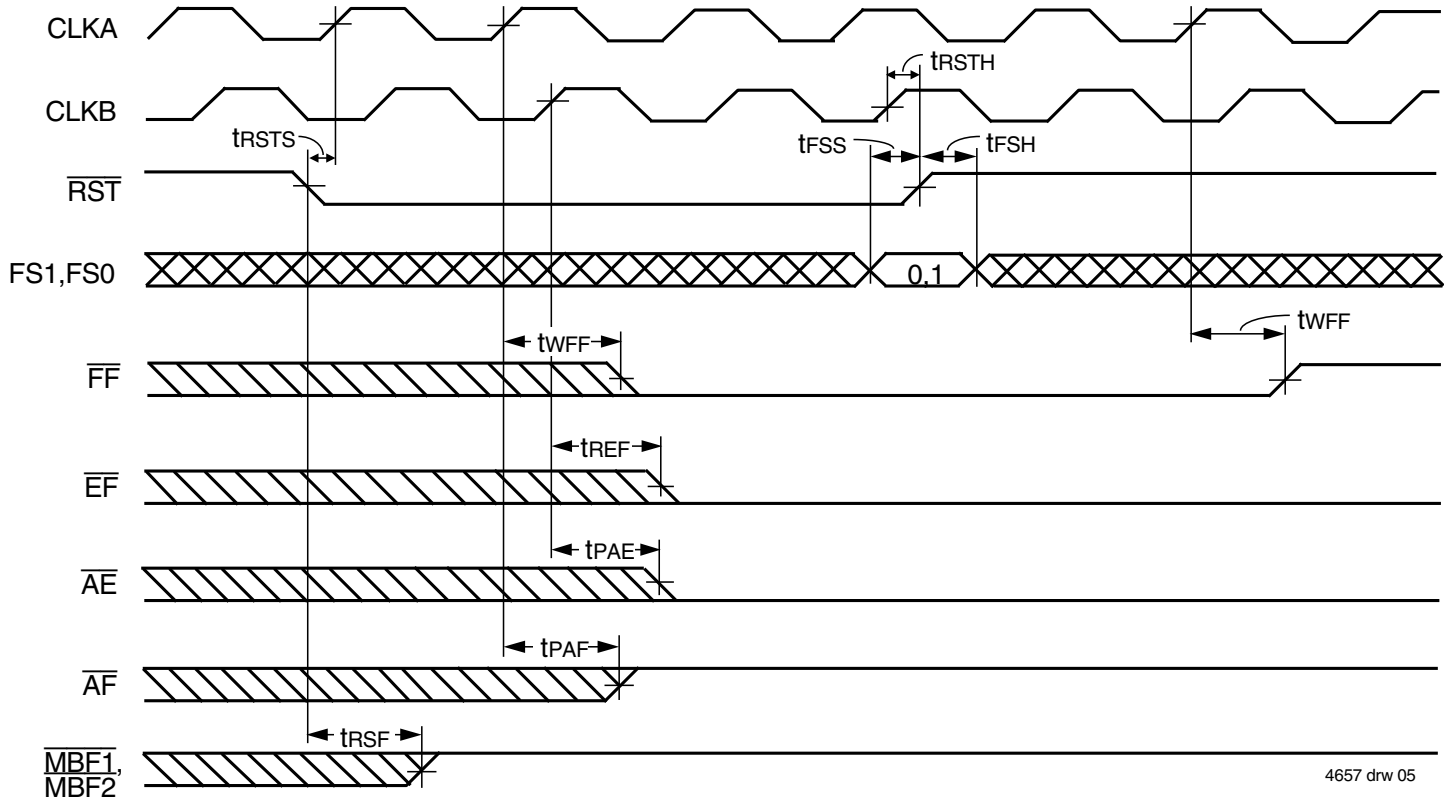 CLKA
tRSTH
CLKB
tRSTS
tFSS
tFSH
RST
FS1,FS0
0,1
tWFF
tWFF
FF
tREF
EF
tPAE
AE
tPAF
AF
tRSF
MBF1,
MBF2
4657 drw 05